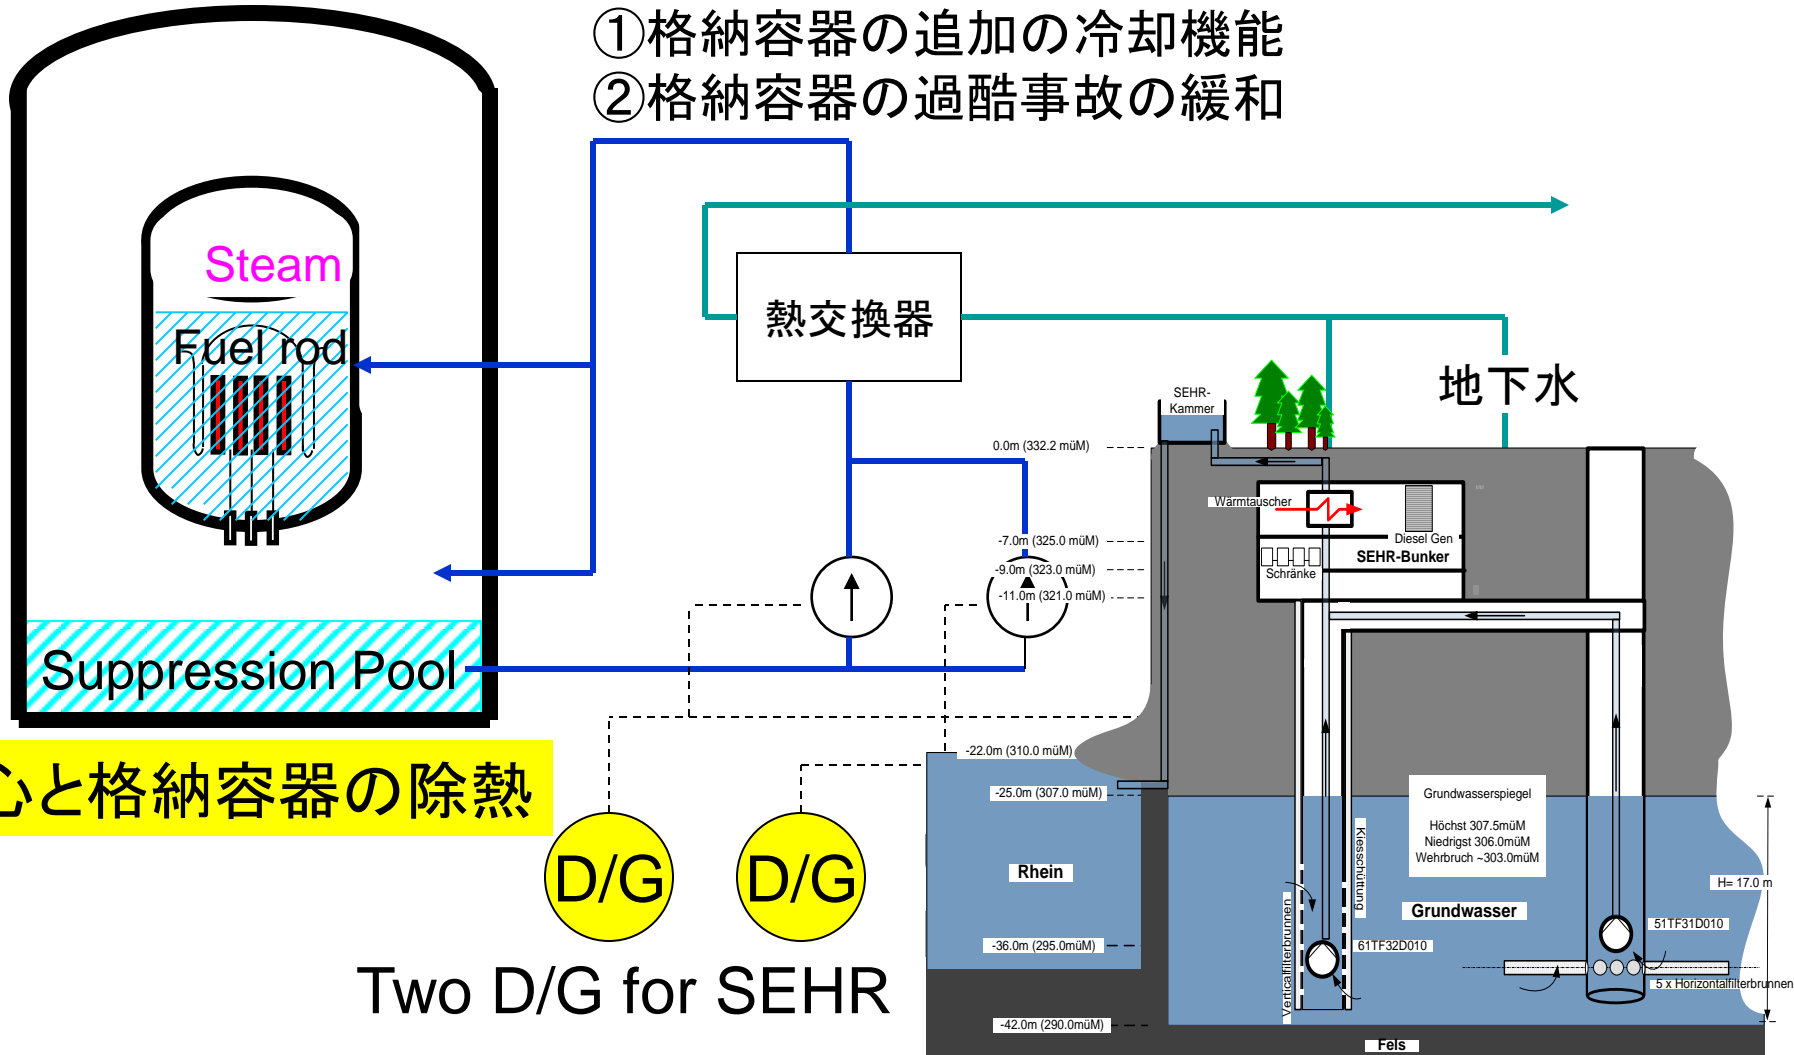 ①格納容器の追加の冷却機能
②格納容器の過酷事故の緩和
Steam
Fuel rod
熱交換器
地下水
SEHR-
Kammer
0.0m (332.2 müM)
Wärmtauscher
Diesel Gen
SEHR-Bunker
Schränke
-7.0m (325.0 müM)
-9.0m (323.0 müM)
-11.0m (321.0 müM)
Suppression Pool
心と格納容器の除熱
-22.0m (310.0 müM)
-25.0m (307.0 müM)
Grundwasserspiegel
Höchst 307.5müM
Niedrigst 306.0müM
Wehrbruch ~303.0müM
Kiesschüttung
D/G
D/G
Rhein
H= 17.0 m
Grundwasser
Verticalfilterbrunnen
51TF31D010
61TF32D010
-36.0m (295.0müM)
5 x Horizontalfilterbrunnen
Two D/G for SEHR
-42.0m (290.0müM)
Fels